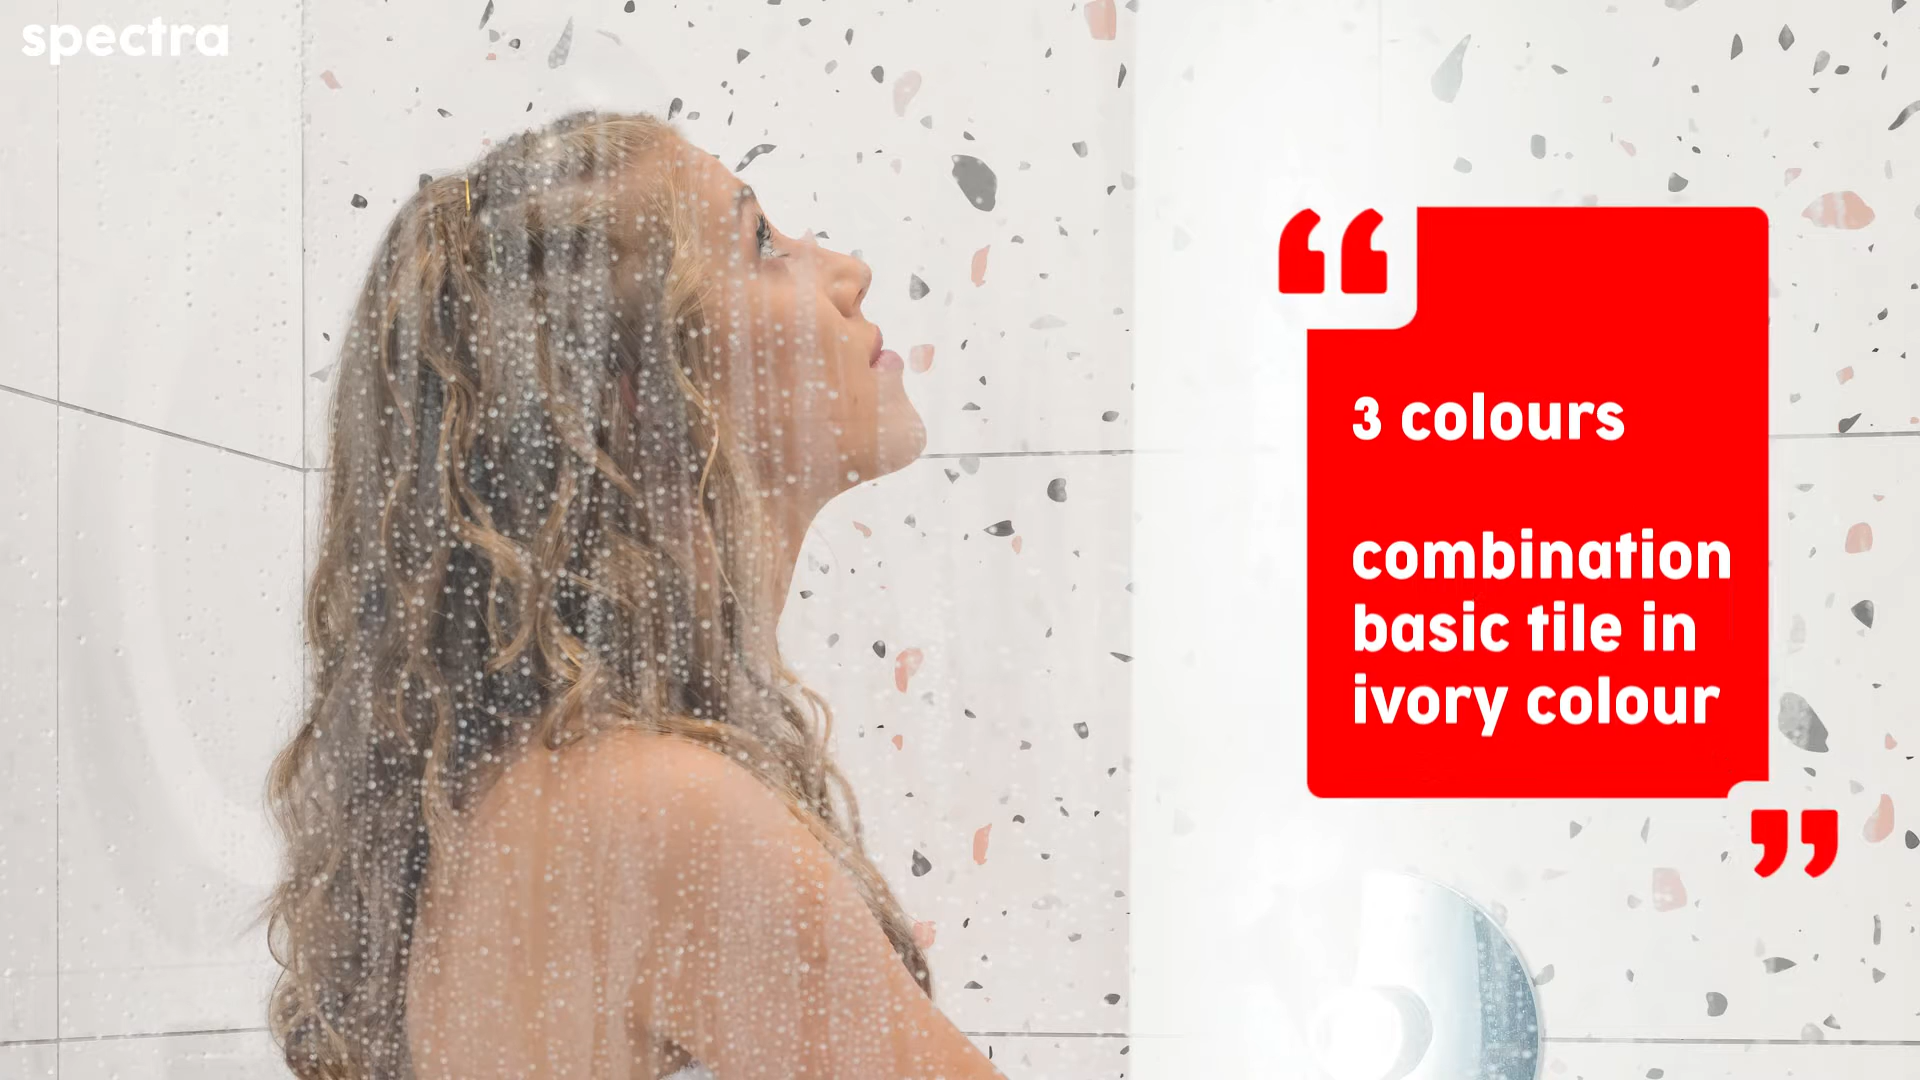 spectra
“
3 colours
combination
basic tile in
ivory colour
”